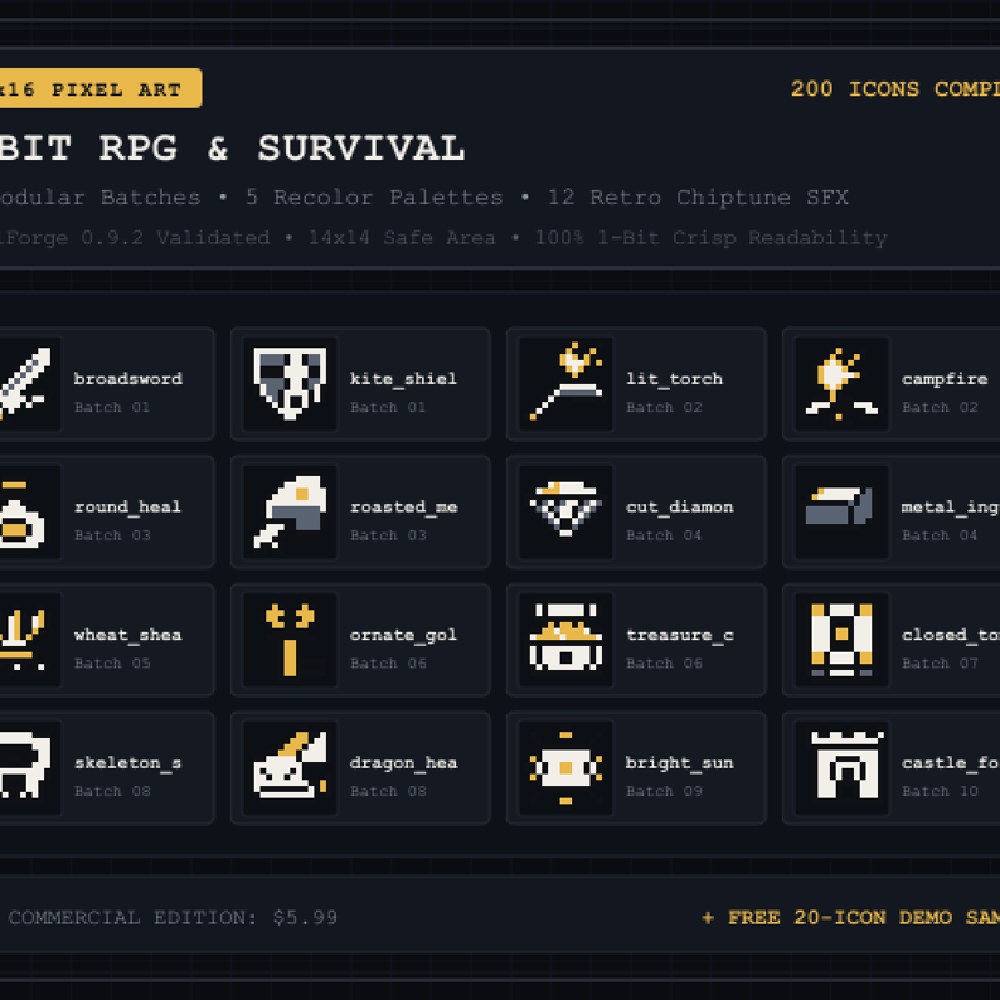 x16 PIXEL ART
200 ICONS COMPL
BIT RPG & SURVIVAL
odular Batches • 5 Recolor Palettes • 12 Retro Chiptune SFX
lForge 0.9.2 Validated • 14x14 Safe Area • 100% 1-Bit Crisp Readability
broadsword
Batch 01
kite_shiel
Batch 01
lit_torch
Batch 02
campfire
Batch 02
round_heal
Batch 03
roasted_me
Batch 03
cut_diamon
Batch 04
metal_ing
Batch 04
wheat_shea
Batch 05
ornate_gol
Batch 06
treasure_c
Batch 06
closed_to
Batch 07
skeleton_s
Batch 08
dragon_hea
Batch 08
bright_sun
Batch 09
castle_fo
Batch 10
COMMERCIAL EDITION: $5.99
+ FREE 20-ICON DEMO SAM